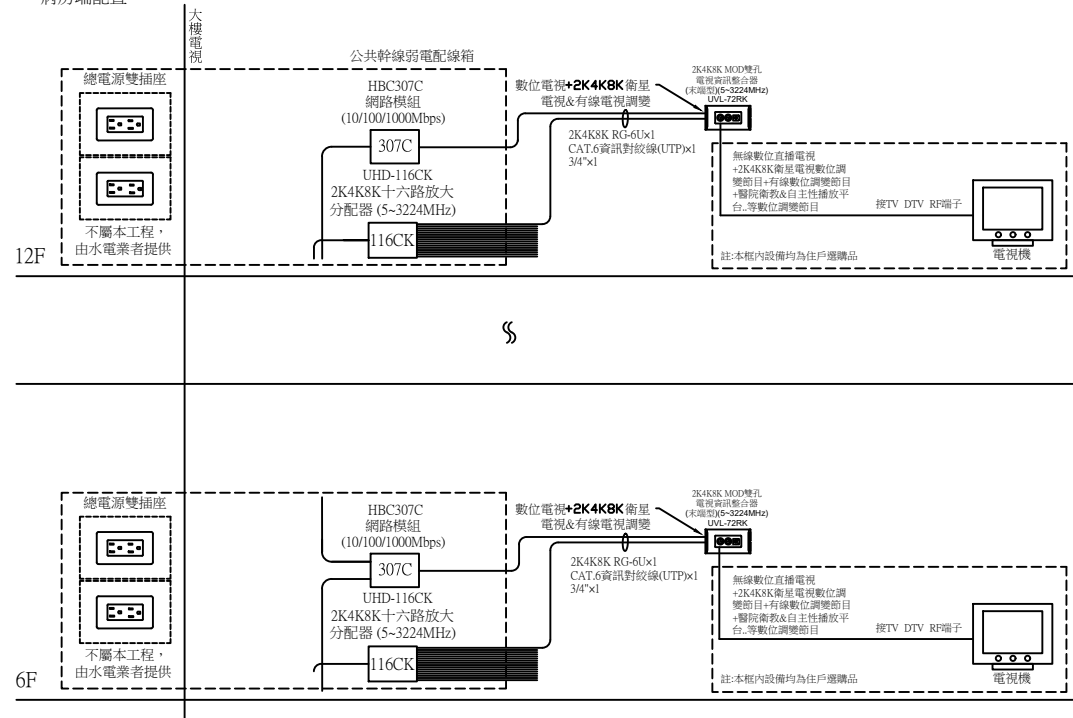 病房端配置
大樓電視
公共幹線弱電配線箱
總電源雙插座
不屬本工程，
由水電業者提供
12F
HBC307C
網路模組
(10/100/1000Mbps)
307C
UHD-116CK
2K4K8K十六路放大
分配器 (5~3224MHz)
116CK
數位電視+2K4K8K衛星
電視&有線電視調變
2K4K8K RG-6U×1
CAT.6資訊對絞線(UTP)×1
3/4"×1
2K4K8K MOD雙孔
電視資訊整合器
(末端型)(5~3224MHz)
UVL-72RK
無線數位直播電視
+2K4K8K衛星電視數位調
變節目+有線數位調變節目
+醫院衛教&自主性播放平
台..等數位調變節目
接TV DTV RF端子
電視機
註:本框內設備均為住戶選購品
總電源雙插座
不屬本工程，
由水電業者提供
6F
HBC307C
網路模組
(10/100/1000Mbps)
307C
UHD-116CK
2K4K8K十六路放大
分配器 (5~3224MHz)
116CK
數位電視+2K4K8K衛星
電視&有線電視調變
2K4K8K RG-6U×1
CAT.6資訊對絞線(UTP)×1
3/4"×1
2K4K8K MOD雙孔
電視資訊整合器
(末端型)(5~3224MHz)
UVL-72RK
無線數位直播電視
+2K4K8K衛星電視數位調
變節目+有線數位調變節目
+醫院衛教&自主性播放平
台..等數位調變節目
接TV DTV RF端子
電視機
註:本框內設備均為住戶選購品